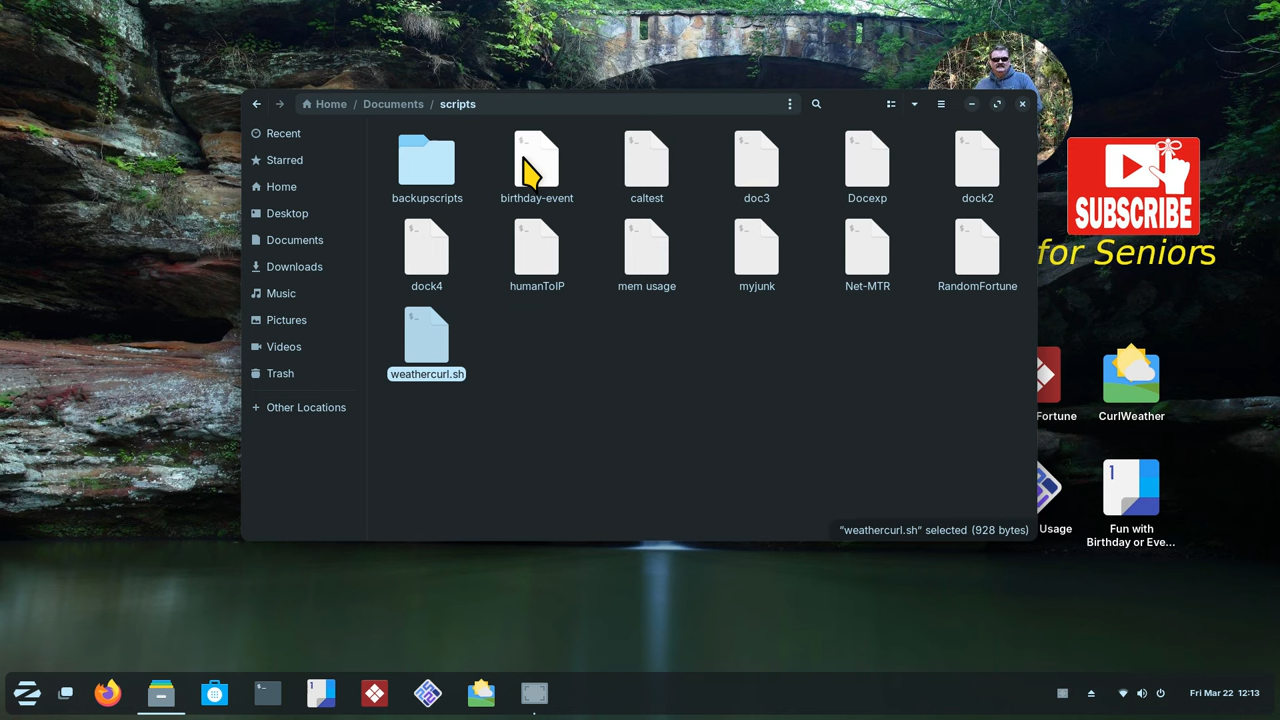 Home / Documents / scripts
Recent
Starred
Home
Desktop
Documents
Downloads
Music
Pictures
Videos
Trash
Other Locations
backupscripts
birthday-event
caltest
doc3
Docexp
dock2
dock4
humanToIP
mem usage
myjunk
Net-MTR
RandomFortune
weathercurl.sh
"weathercurl.sh" selected (928 bytes)
SUBSCRIBE
for Seniors
Fortune
CurlWeather
1
Usage
Fun with
Birthday or Eve...
1
Fri Mar 22 12:13